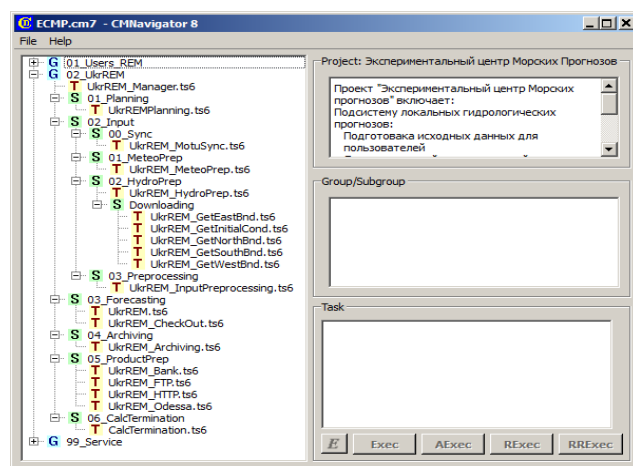 ECMP.cm7 - CMNavigator 8
File Help
G 01_Users_REM
G 02_UkrREM
T UkrREM_Manager.ts6
S 01_Planning
T UkrREMPlanning.ts6
S 02_Input
S 00_Sync
T UkrREM_MotuSync.ts6
S 01_MeteoPrep
T UkrREM_MeteoPrep.ts6
S 02_HydroPrep
T UkrREM_HydroPrep.ts6
S Downloading
T UkrREM_GetEastBnd.ts6
T UkrREM_GetInitialCond.ts6
T UkrREM_GetNorthBnd.ts6
T UkrREM_GetSouthBnd.ts6
T UkrREM_GetWestBnd.ts6
S 03_Preprocessing
T UkrREM_InputPreprocessing.ts6
S 03_Forecasting
T UkrREM.ts6
T UkrREM_CheckOut.ts6
S 04_Archiving
T UkrREM_Archiving.ts6
S 05_ProductPrep
T UkrREM_Bank.ts6
T UkrREM_FTP.ts6
T UkrREM_HTTP.ts6
T UkrREM_Odessa.ts6
S 06_CalcTermination
T CalcTermination.ts6
G 99_Service
Project: Экспериментальный центр Морских Прогнозов
Проект "Экспериментальный центр Морских
прогнозов" включает:
Подсистему локальных гидрологических
прогнозов:
Подготовака исходных данных для
пользователей
Group/Subgroup
Task
E Exec AExec RExec RRExec